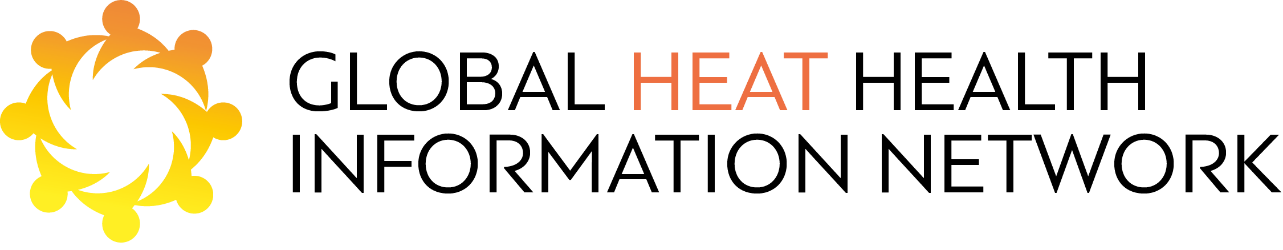 GLOBAL HEAT HEALTH
INFORMATION NETWORK